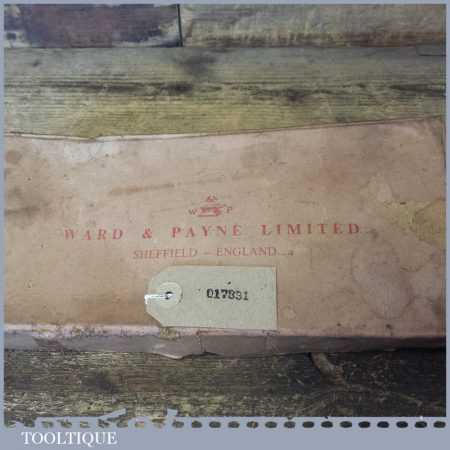 W P
WARD & PAYNE LIMITED
SHEFFIELD - ENGLAND
017831
TOOLTIQUE